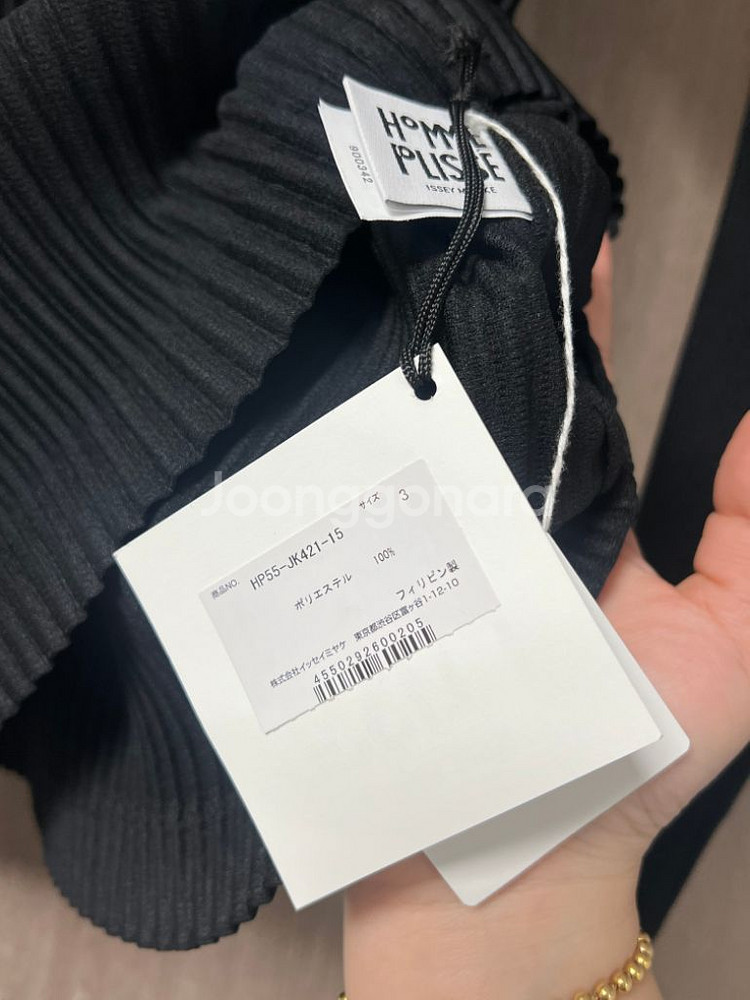 HOMME
PLISSÉ
ISSEY MIYAKE
900342
Joonggonara
サイズ 3
商品NO. HP55-JK421-15
ポリエステル 100%
フィリピン製
株式会社イッセイミヤケ 東京都渋谷区富ヶ谷1-12-10
4550292600205